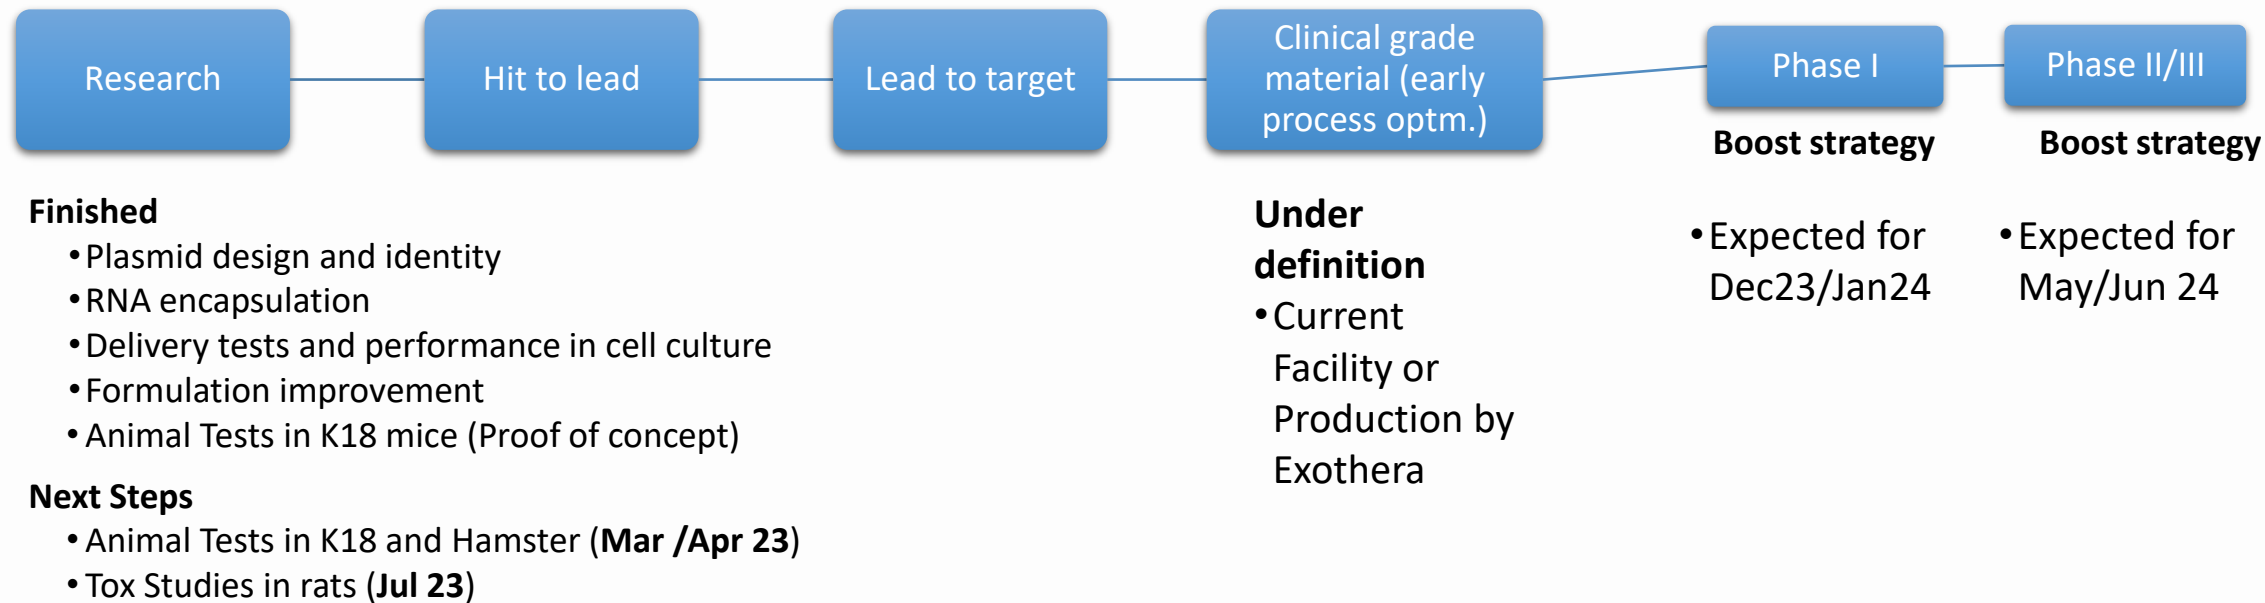 Research
Hit to lead
Lead to target
Clinical grade
material (early
process optm.)
Phase I
Phase II/III
Boost strategy
Boost strategy
Finished
•Plasmid design and identity
•RNA encapsulation
•Delivery tests and performance in cell culture
•Formulation improvement
•Animal Tests in K18 mice (Proof of concept)
Next Steps
•Animal Tests in K18 and Hamster (Mar /Apr 23)
•Tox Studies in rats (Jul 23)
Under
definition
•Current
Facility or
Production by
Exothera
•Expected for
Dec23/Jan24
•Expected for
May/Jun 24